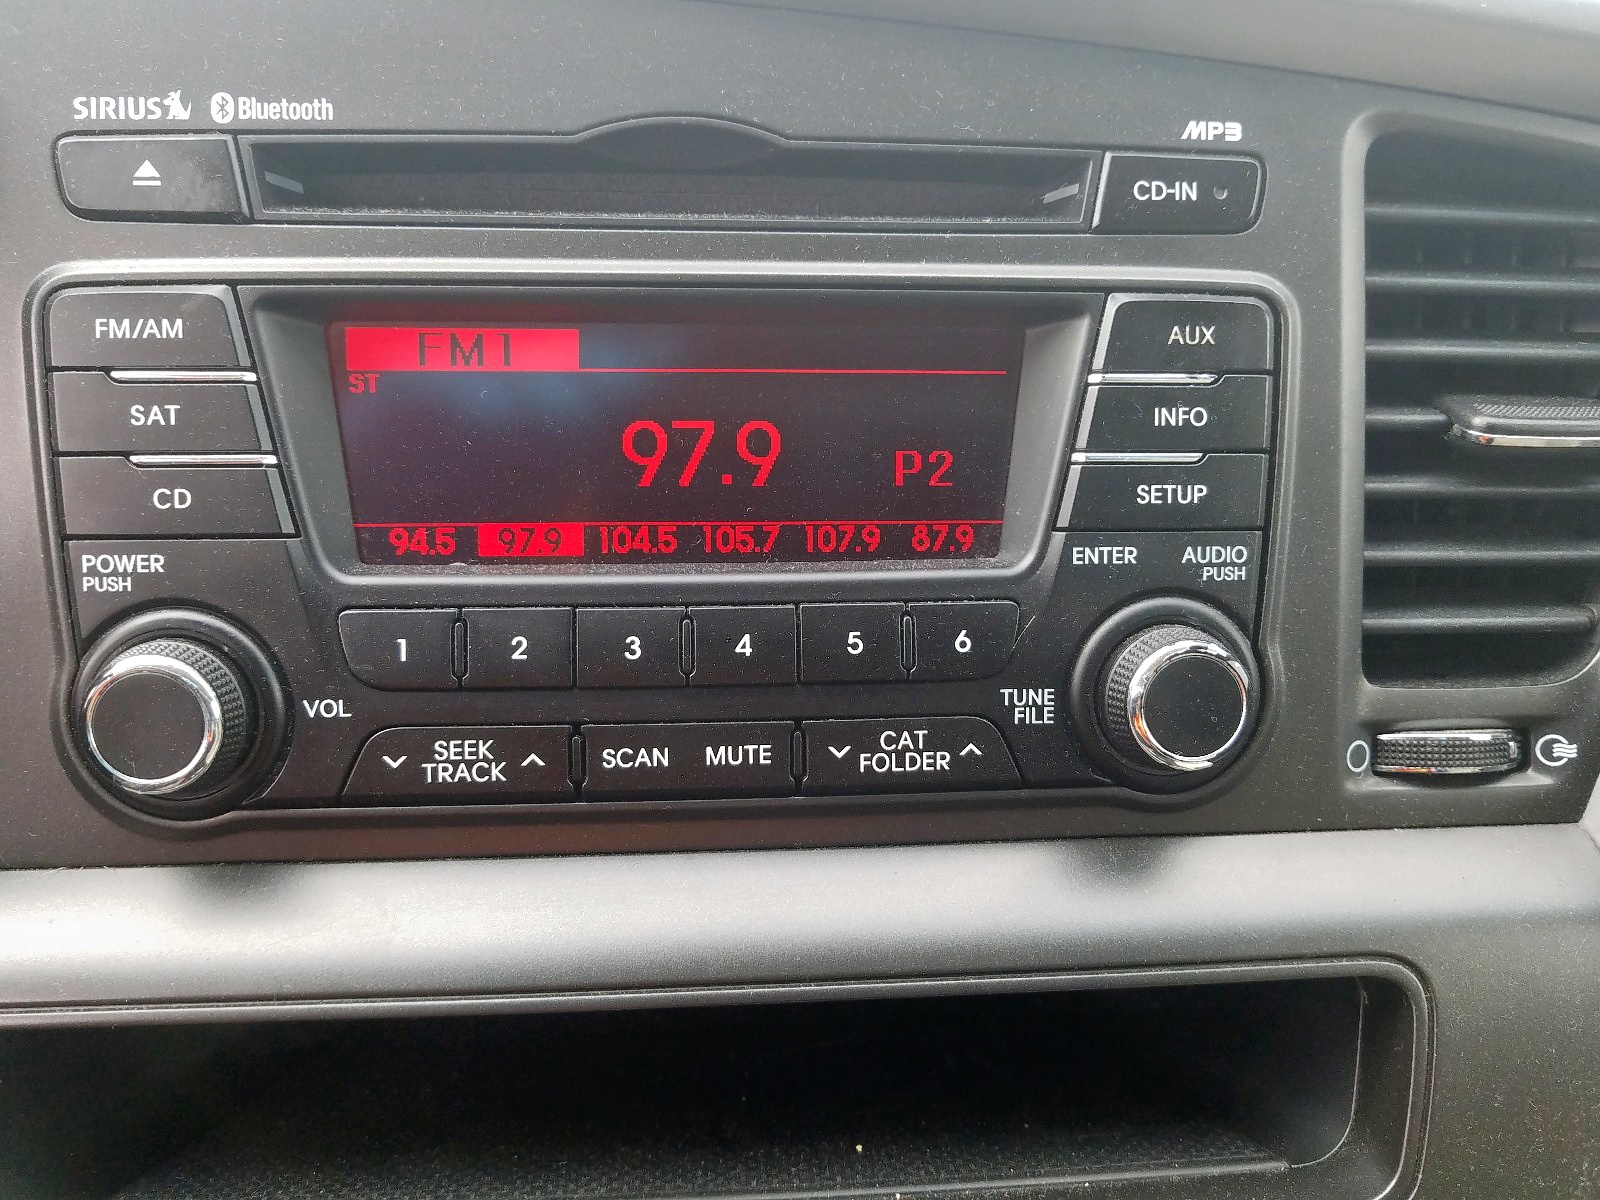 SIRIUS Bluetooth
MP3
CD-IN
FM/AM
SAT
CD
FM1
ST
97.9 P2
94.5 97.9 104.5 105.7 107.9 87.9
AUX
INFO
SETUP
POWER
PUSH
ENTER
AUDIO
PUSH
1 2 3 4 5 6
VOL
TUNE
FILE
SEEK
TRACK
SCAN MUTE
CAT
FOLDER